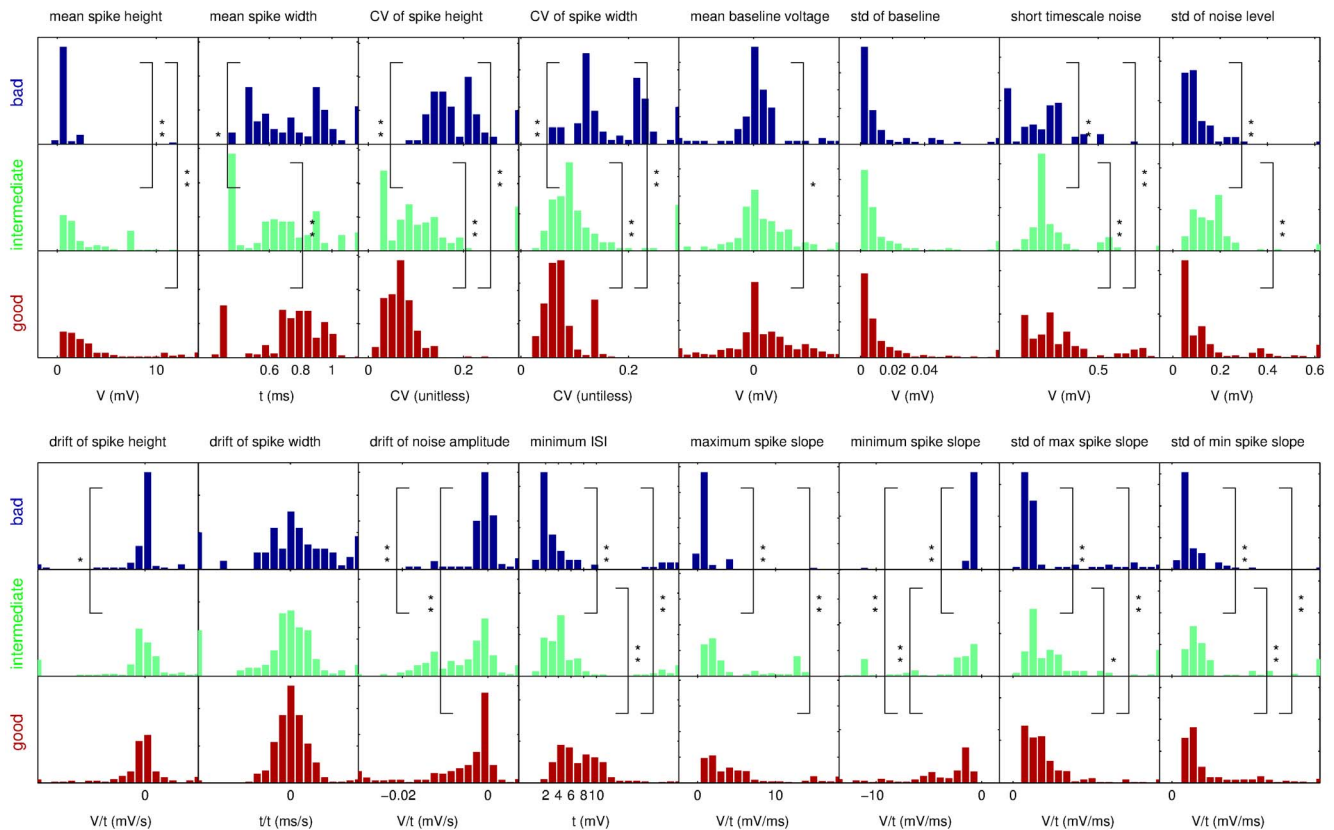 mean spike height mean spike width CV of spike height CV of spike width mean baseline voltage std of baseline short timescale noise std of noise level
bad
* * * * * * * * * * * *
intermediate
* * * * * * * * * * * * * * * * * * *
good
0 10 0.6 0.8 1 0 0.2 0 0.2 0 0 0.02 0.04 0.5 0 0.2 0.4 0.6
V (mV) t (ms) CV (unitless) CV (untiless) V (mV) V (mV) V (mV) V (mV)
drift of spike height drift of spike width drift of noise amplitude minimum ISI maximum spike slope minimum spike slope std of max spike slope std of min spike slope
bad
* * * * * * * * * * * * * * *
intermediate
* * * * * * * * * * * * * * * * * * * *
good
0 0 −0.02 0 2 4 6 8 10 0 10 −10 0 0 0
V/t (mV/s) t/t (ms/s) V/t (mV/s) t (mV) V/t (mV/ms) V/t (mV/ms) V/t (mV/ms) V/t (mV/ms)